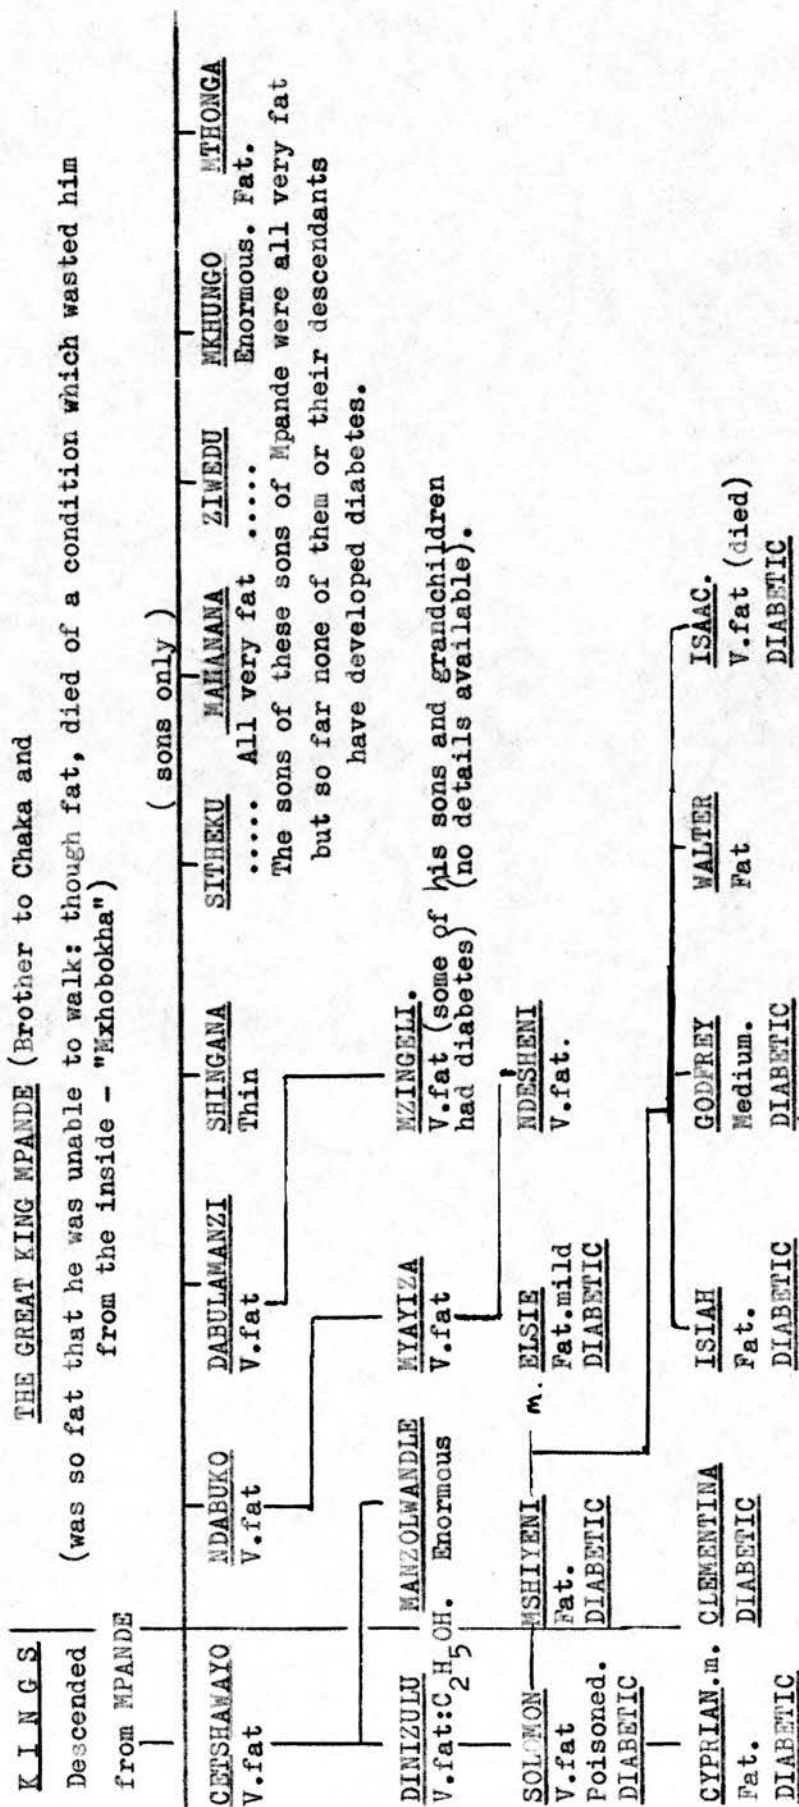 K I N G S
THE GREAT KING MPANDE (Brother to Chaka and
Descended
(was so fat that he was unable to walk: though fat, died of a condition which wasted him
from MPANDE
from the inside - "Mxhobokha")
(sons only)
CETSHAWAYO NDABUKO DABULAMANZI SHINGANA SITHEKU MAHANANA ZIWEDU MKHUNGO MTHONGA
V.fat V.fat V.fat Thin ..... All very fat ..... Enormous. Fat.
The sons of these sons of Mpande were all very fat
but so far none of them or their descendants
have developed diabetes.
DINIZULU MANZOLWANDLE MYAYIZA MZINGELI.
V.fat:C2H5OH. Enormous V.fat V.fat (some of his sons and grandchildren
had diabetes) (no details available).
SOLOMON MSHIYENI m. ELSIE NDESHENI
V.fat Fat. Fat.mild V.fat.
Poisoned. DIABETIC DIABETIC
DIABETIC
CYPRIAN.m. CLEMENTINA ISIAH GODFREY WALTER ISAAC.
Fat. DIABETIC Fat. Medium. Fat V.fat (died)
DIABETIC DIABETIC DIABETIC DIABETIC